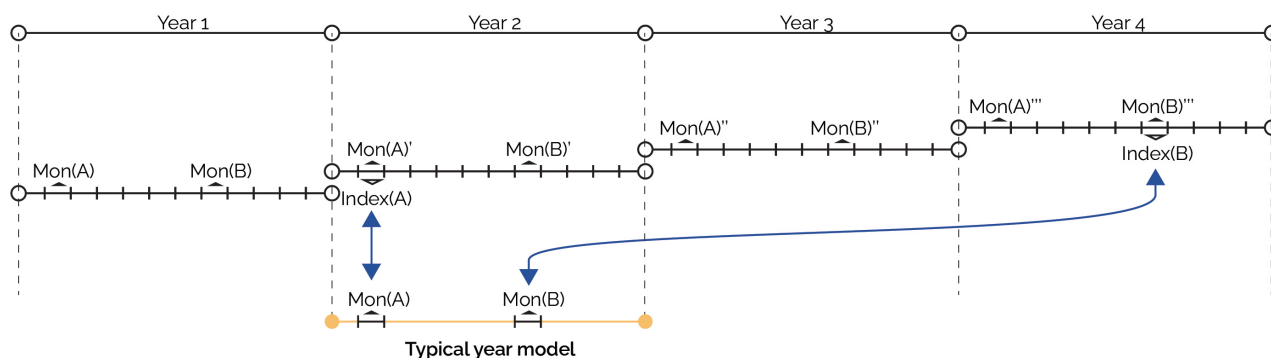 Year 1
Year 2
Year 3
Year 4
Mon(A)
Mon(B)
Mon(A)'
Mon(B)'
Index(A)
Mon(A)''
Mon(B)''
Mon(A)'''
Mon(B)'''
Index(B)
Mon(A)
Mon(B)
Typical year model